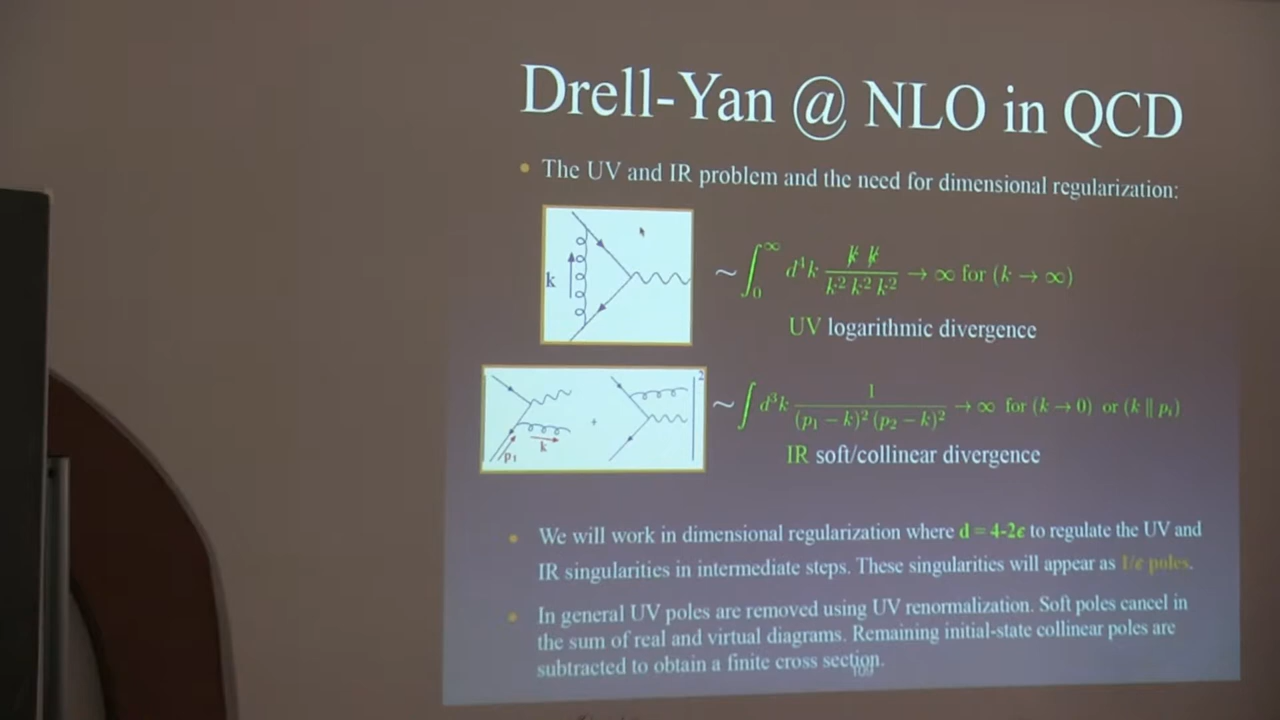 Drell-Yan @ NLO in QCD
• The UV and IR problem and the need for dimensional regularization:
k
~ ∫₀^∞ d⁴k (k̸ k̸)/(k² k² k²) → ∞ for (k → ∞)
UV logarithmic divergence
p₁ k + 2
~ ∫ d³k 1/((p₁ − k)² (p₂ − k)²) → ∞ for (k → 0) or (k ∥ pᵢ)
IR soft/collinear divergence
• We will work in dimensional regularization where d = 4-2ϵ to regulate the UV and
IR singularities in intermediate steps. These singularities will appear as 1/ϵ poles.
• In general UV poles are removed using UV renormalization. Soft poles cancel in
the sum of real and virtual diagrams. Remaining initial-state collinear poles are
subtracted to obtain a finite cross section.